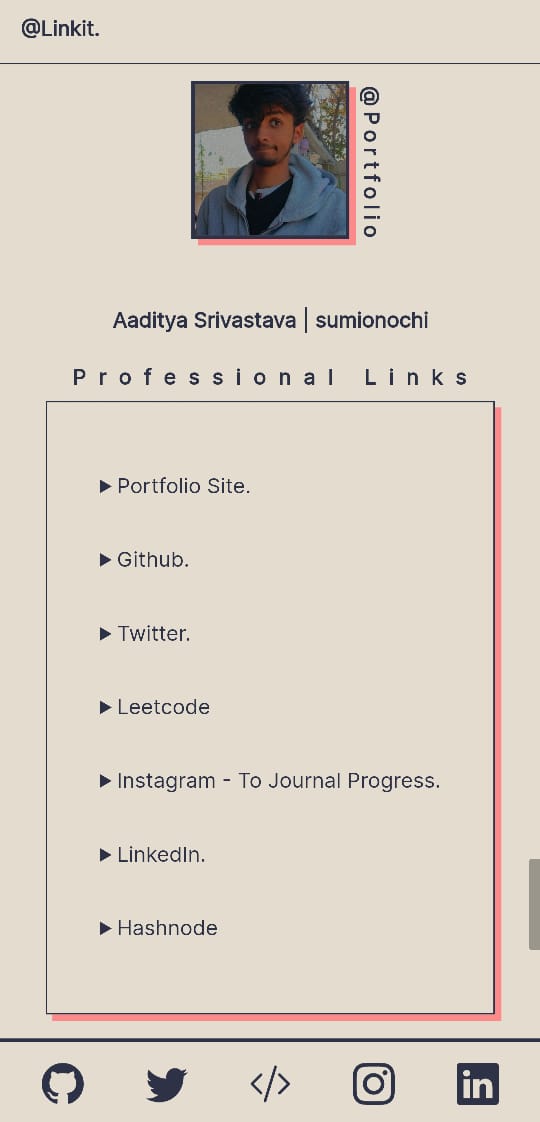 @Linkit.
@Portfolio
Aaditya Srivastava | sumionochi
Professional Links
Portfolio Site.
Github.
Twitter.
Leetcode
Instagram - To Journal Progress.
LinkedIn.
Hashnode